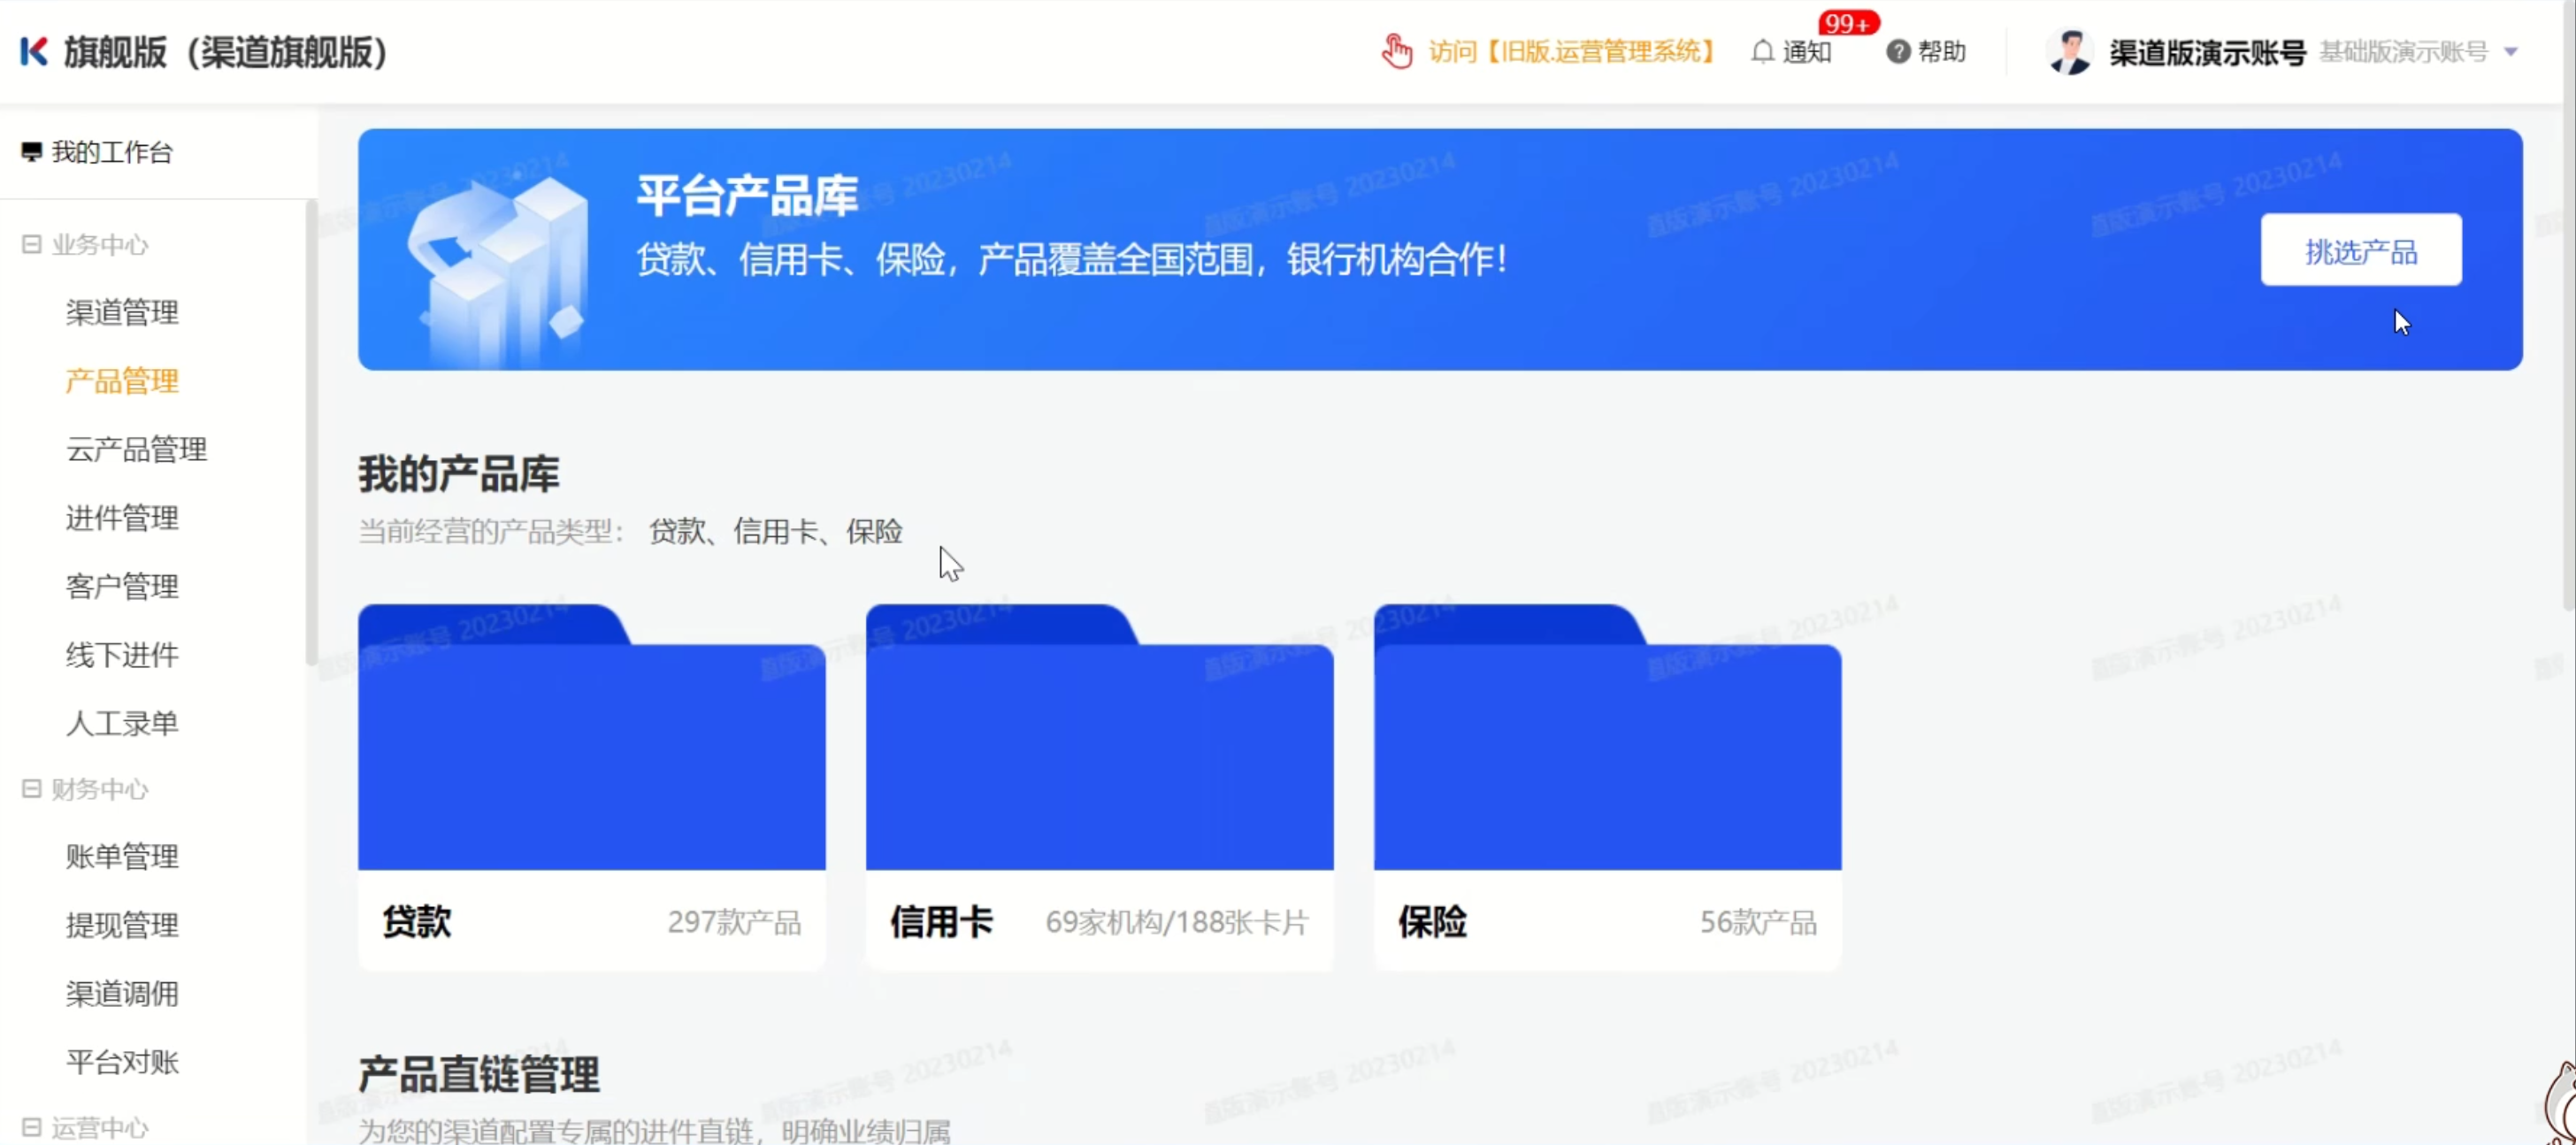 旗舰版（渠道旗舰版）
访问【旧版.运营管理系统】
通知
99+
帮助
渠道版演示账号 基础版演示账号
我的工作台
业务中心
渠道管理
产品管理
云产品管理
进件管理
客户管理
线下进件
人工录单
财务中心
账单管理
提现管理
渠道调佣
平台对账
运营中心
平台产品库
贷款、信用卡、保险，产品覆盖全国范围，银行机构合作！
挑选产品
我的产品库
当前经营的产品类型： 贷款、信用卡、保险
贷款 297款产品
信用卡 69家机构/188张卡片
保险 56款产品
产品直链管理
为您的渠道配置专属的进件直链，明确业绩归属
版演示账号 20230214